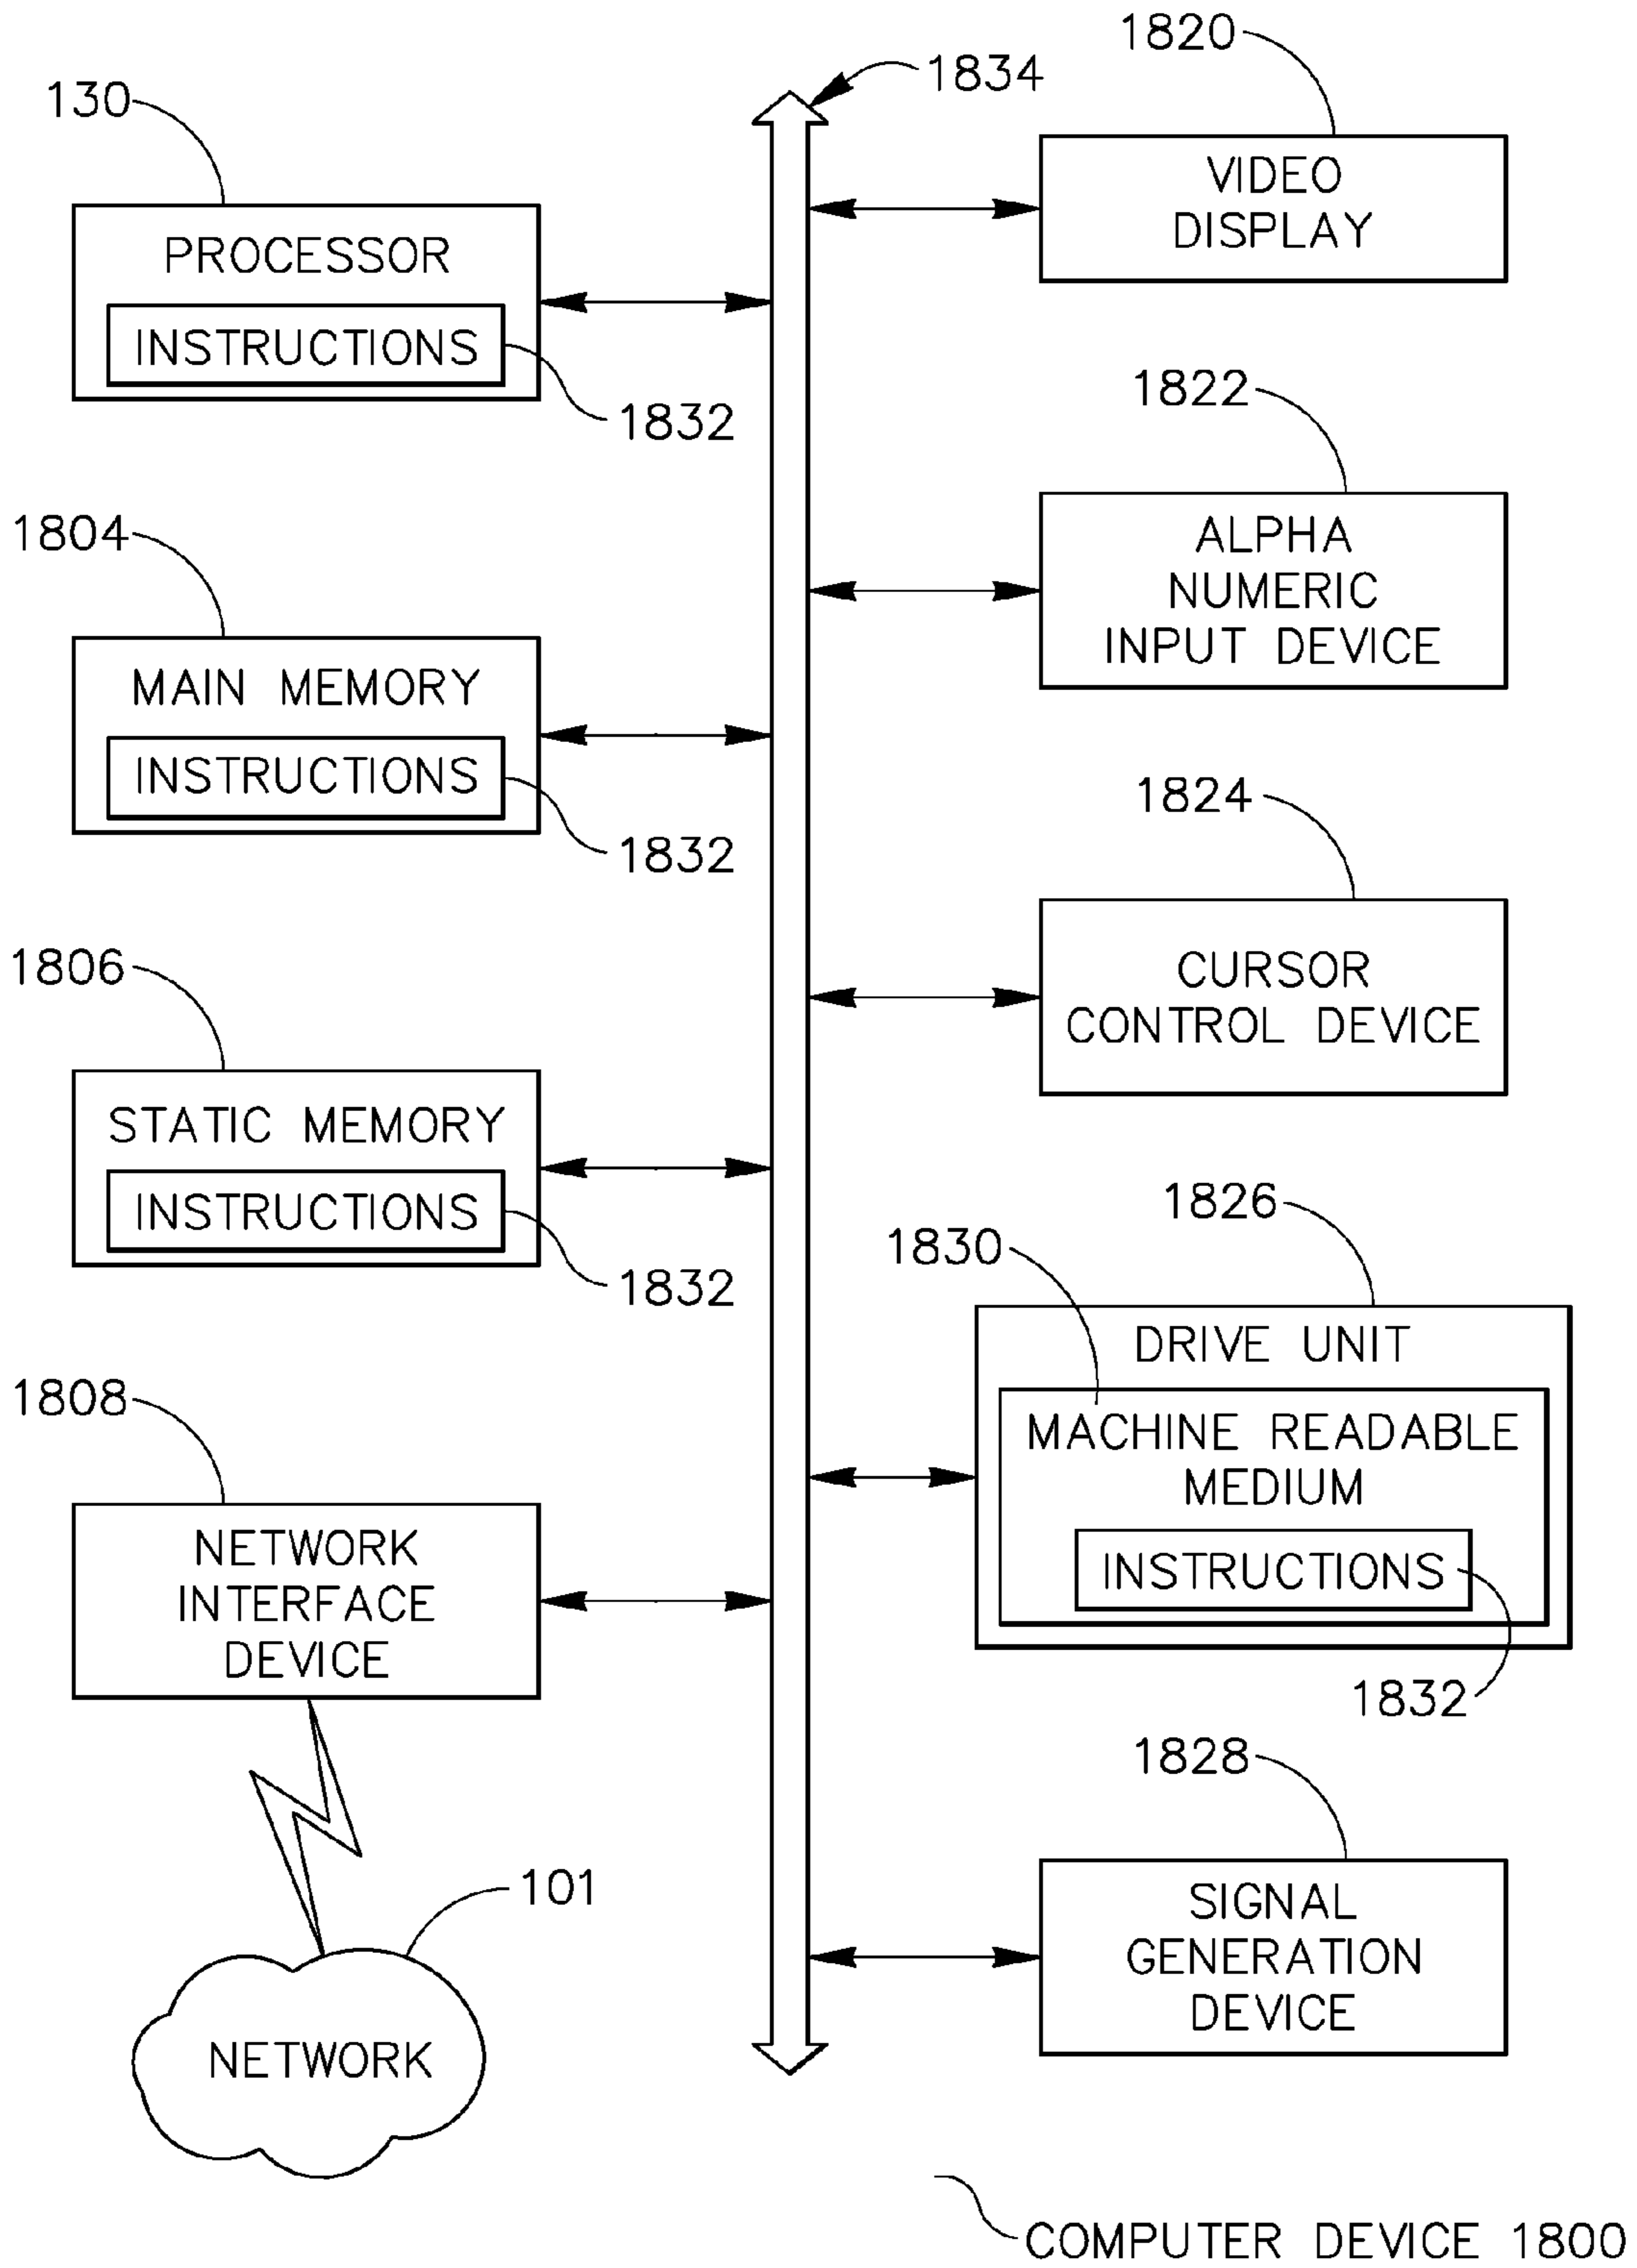 130
PROCESSOR
INSTRUCTIONS
1832
1804
MAIN MEMORY
INSTRUCTIONS
1832
1806
STATIC MEMORY
INSTRUCTIONS
1832
1808
NETWORK
INTERFACE
DEVICE
101
NETWORK
1834
1820
VIDEO
DISPLAY
1822
ALPHA
NUMERIC
INPUT DEVICE
1824
CURSOR
CONTROL DEVICE
1826
1830
DRIVE UNIT
MACHINE READABLE
MEDIUM
INSTRUCTIONS
1832
1828
SIGNAL
GENERATION
DEVICE
COMPUTER DEVICE 1800